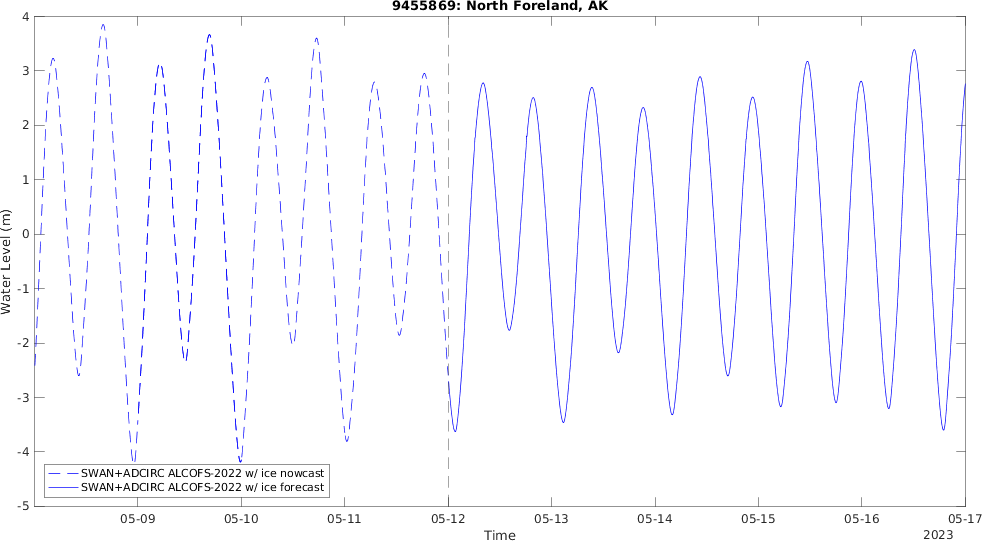 9455869: North Foreland, AK
4
3
2
1
0
-1
-2
-3
-4
-5
Water Level (m)
SWAN+ADCIRC ALCOFS-2022 w/ ice nowcast
SWAN+ADCIRC ALCOFS-2022 w/ ice forecast
05-09 05-10 05-11 05-12 05-13 05-14 05-15 05-16 05-17
Time
2023